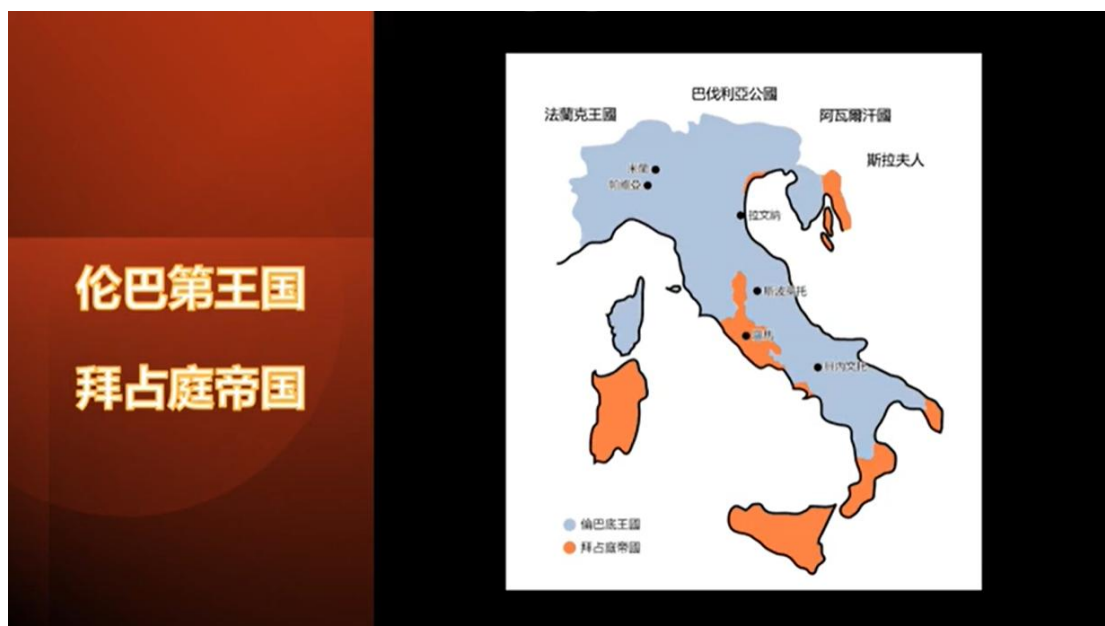 伦巴第王国
拜占庭帝国
巴伐利亞公國
法蘭克王國
阿瓦爾汗國
斯拉夫人
米蘭
帕維亞
拉文納
斯波萊托
羅馬
貝內文托
倫巴底王國
拜占庭帝國